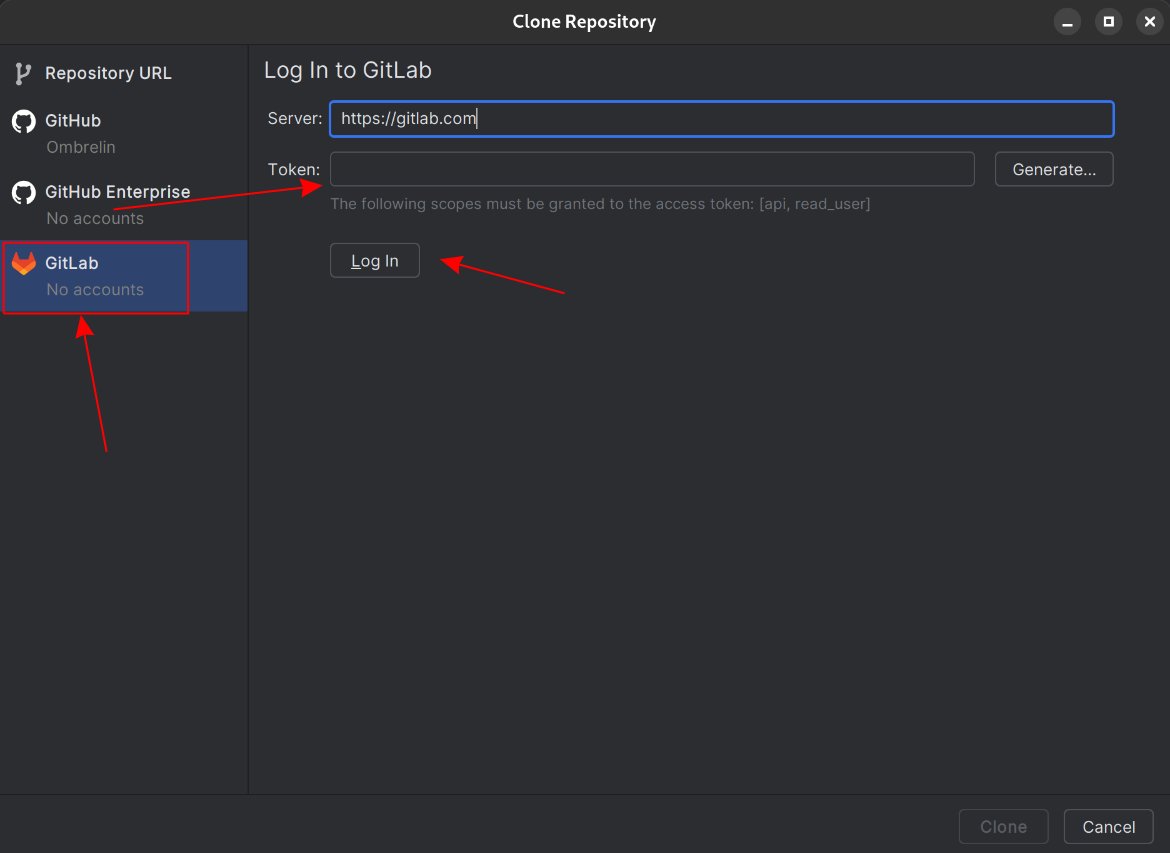 Clone Repository
Repository URL
GitHub
Ombrelin
GitHub Enterprise
No accounts
GitLab
No accounts
Log In to GitLab
Server: https://gitlab.com
Token: Generate...
The following scopes must be granted to the access token: [api, read_user]
Log In
Clone Cancel